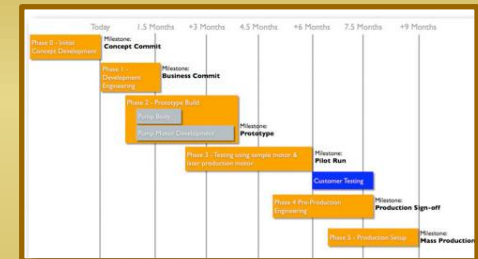 Today 1.5 Months +3 Months 4.5 Months +6 Months 7.5 Months +9 Months
Phase 0 - Initial
Concept Development
Milestone:
Concept Commit
Phase 1 -
Development
Engineering
Milestone:
Business Commit
Phase 2 - Prototype Build
Pump Body
Pump Motor Development
Milestone:
Prototype
Phase 3 - Testing using sample motor &
later production motor
Milestone:
Pilot Run
Customer Testing
Phase 4 Pre-Production
Engineering
Milestone:
Production Sign-off
Phase 5 - Production Setup
Milestone:
Mass Production